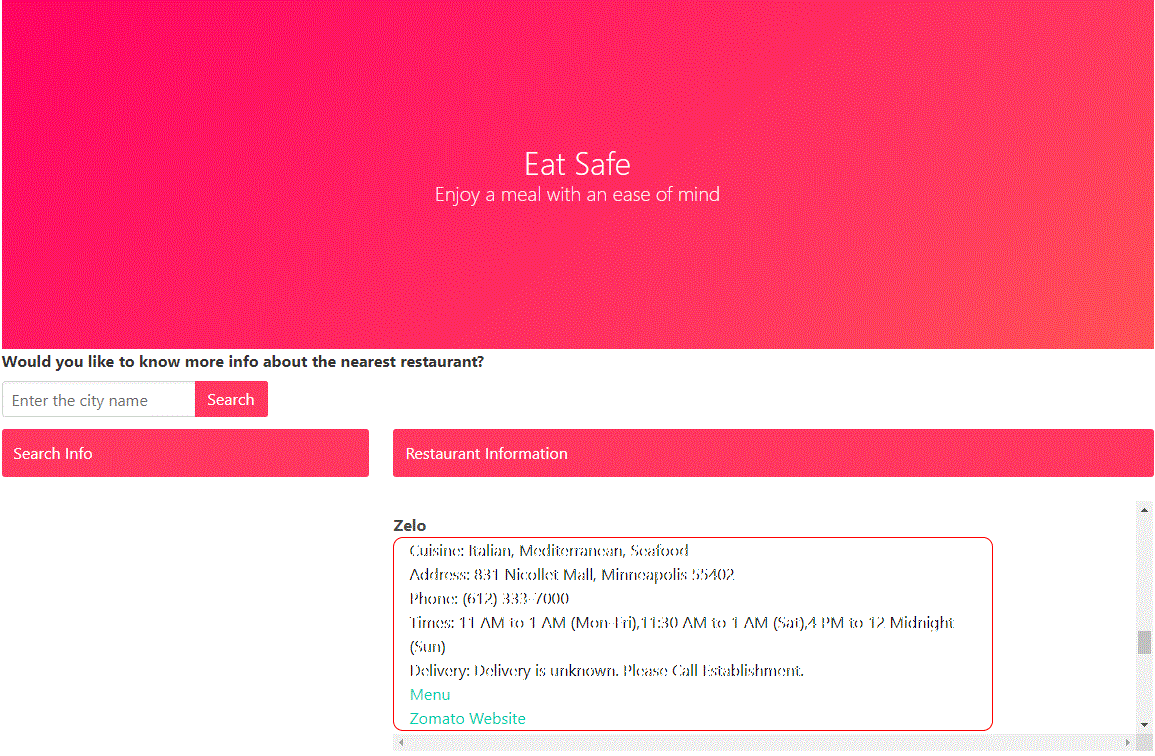 Eat Safe
Enjoy a meal with an ease of mind
Would you like to know more info about the nearest restaurant?
Enter the city name
Search
Search Info
Restaurant Information
Zelo
Cuisine: Italian, Mediterranean, Seafood
Address: 831 Nicollet Mall, Minneapolis 55402
Phone: (612) 333-7000
Times: 11 AM to 1 AM (Mon-Fri),11:30 AM to 1 AM (Sat),4 PM to 12 Midnight
(Sun)
Delivery: Delivery is unknown. Please Call Establishment.
Menu
Zomato Website